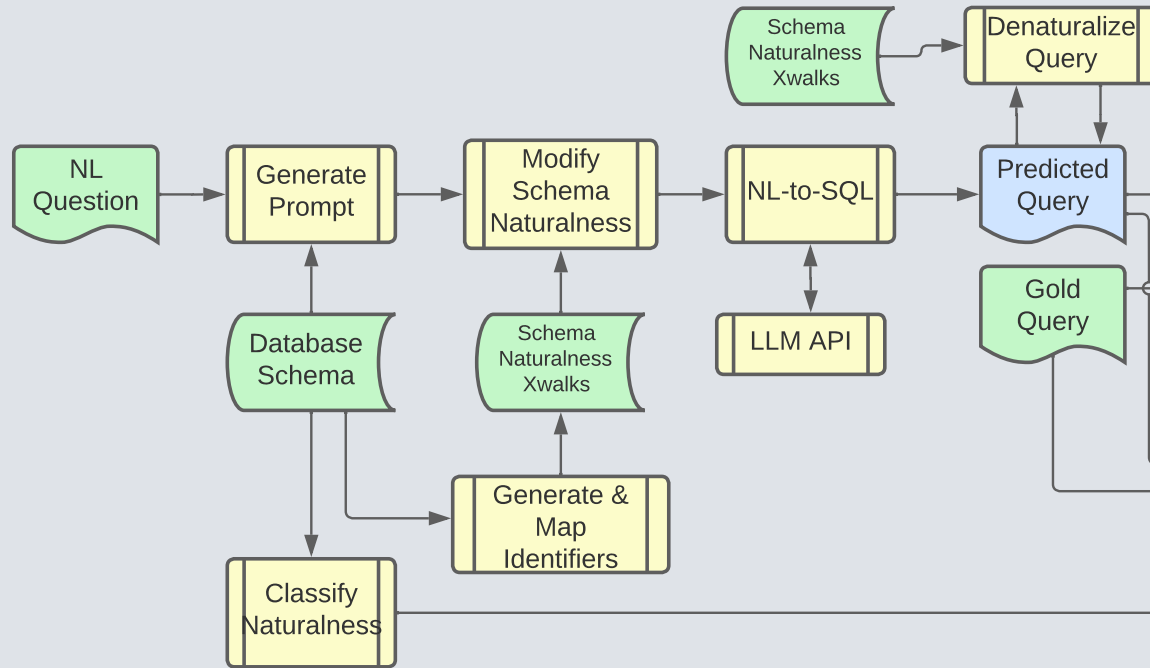 Schema
Naturalness
Xwalks
Denaturalize
Query
NL
Question
Generate
Prompt
Modify
Schema
Naturalness
NL-to-SQL
Predicted
Query
Database
Schema
Schema
Naturalness
Xwalks
LLM API
Gold
Query
Generate &
Map
Identifiers
Classify
Naturalness